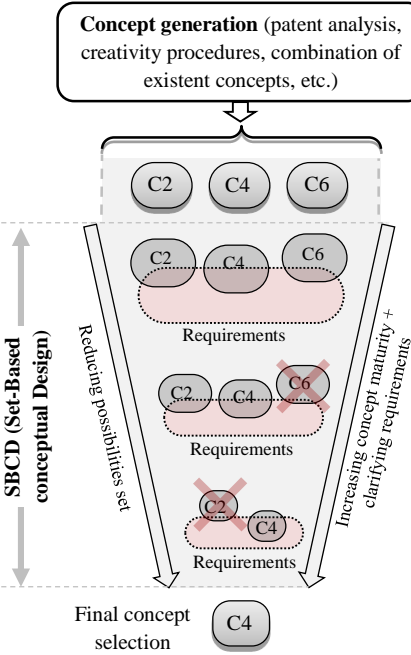 Concept generation (patent analysis,
creativity procedures, combination of
existent concepts, etc.)
C2 C4 C6
C2 C4 C6
Requirements
C2 C4 C6
Requirements
C2 C4
Requirements
SBCD (Set-Based
conceptual Design)
Reducing possibilities set
Increasing concept maturity +
clarifying requirements
Final concept
selection
C4